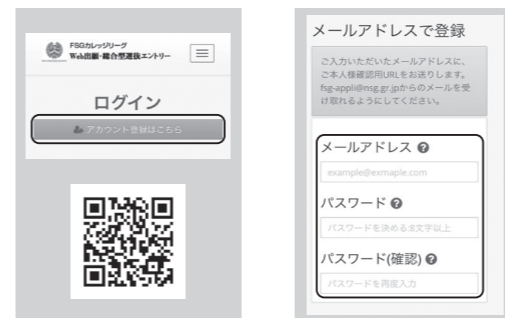 FSGカレッジリーグ
Web出願・総合型選抜エントリー
ログイン
アカウント登録はこちら
メールアドレスで登録
ご入力いただいたメールアドレスに、
ご本人様確認用URLをお送りします。
fsg-appli@nsg.gr.jpからのメールを受
け取れるようにしてください。
メールアドレス
example@exmaple.com
パスワード
パスワードを決める:8文字以上
パスワード(確認)
パスワードを再度入力